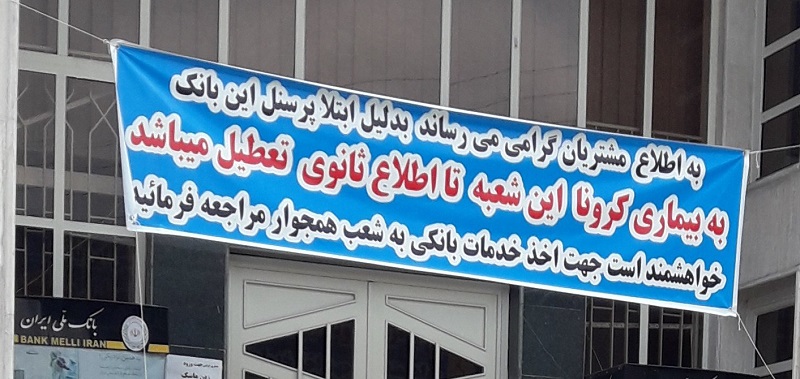 به اطلاع مشتریان گرامی می رساند بدلیل ابتلا پرسنل این بانک
به بیماری کرونا این شعبه تا اطلاع ثانوی تعطیل میباشد
خواهشمند است جهت اخذ خدمات بانکی به شعب همجوار مراجعه فرمائید
بانک ملی ایران
BANK MELLI IRAN